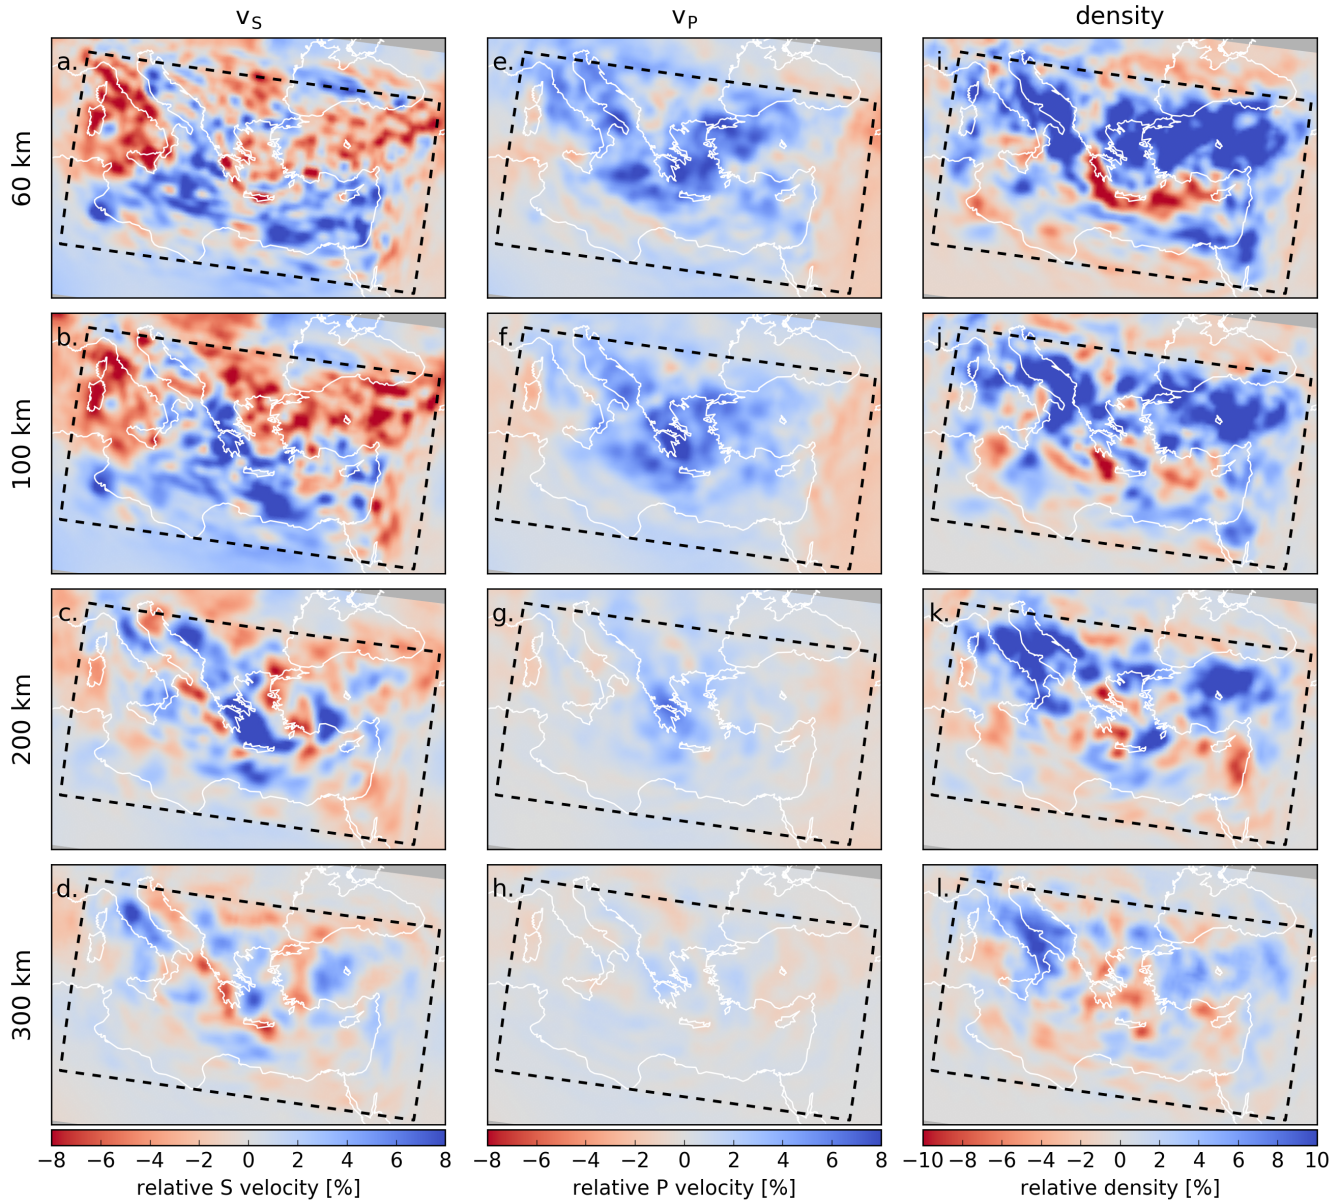 v_S v_P density
60 km a. e. i.
100 km b. f. j.
200 km c. g. k.
300 km d. h. l.
−8 −6 −4 −2 0 2 4 6 8 −8 −6 −4 −2 0 2 4 6 8 −10 −8 −6 −4 −2 0 2 4 6 8 10
relative S velocity [%] relative P velocity [%] relative density [%]